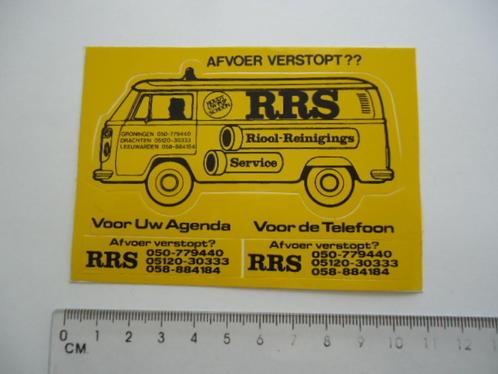 AFVOER VERSTOPT??
RRS
GRONINGEN 050-779440
DRACHTEN 05120-30333
LEEUWARDEN 058-884184
Riool-Reinigings
Service
Voor Uw Agenda
Voor de Telefoon
Afvoer verstopt?
RRS
050-779440
05120-30333
058-884184
Afvoer verstopt?
RRS
050-779440
05120-30333
058-884184
0 1 2 3 4 5 6 7 8 9 10 11 12
CM.